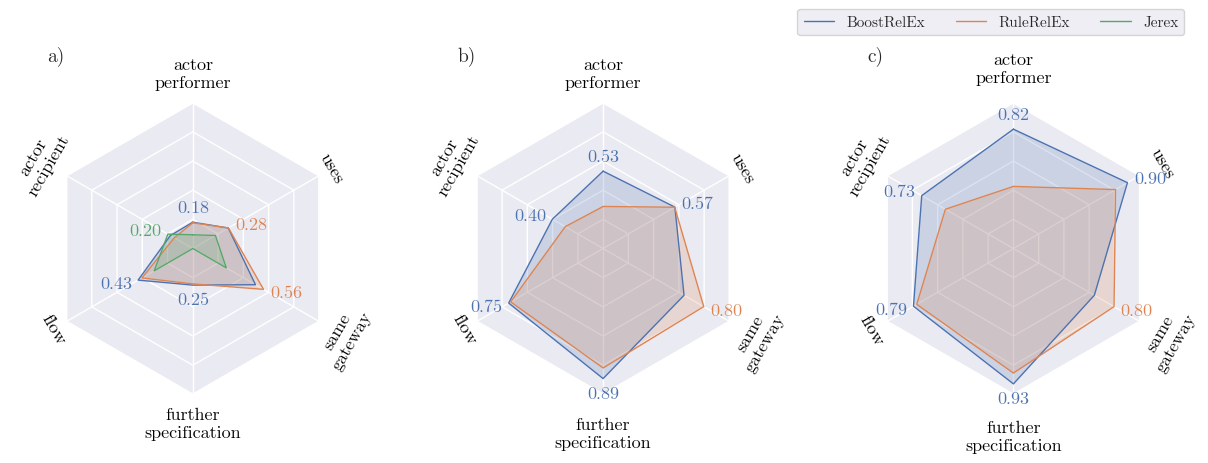 BoostRelEx
RuleRelEx
Jerex
a)
actor
performer
actor
recipient
uses
0.18
0.20
0.28
0.43
0.25
0.56
flow
same
gateway
further
specification
b)
actor
performer
actor
recipient
uses
0.53
0.40
0.57
0.75
0.80
0.89
flow
same
gateway
further
specification
c)
actor
performer
actor
recipient
uses
0.82
0.73
0.90
0.79
0.80
0.93
flow
same
gateway
further
specification